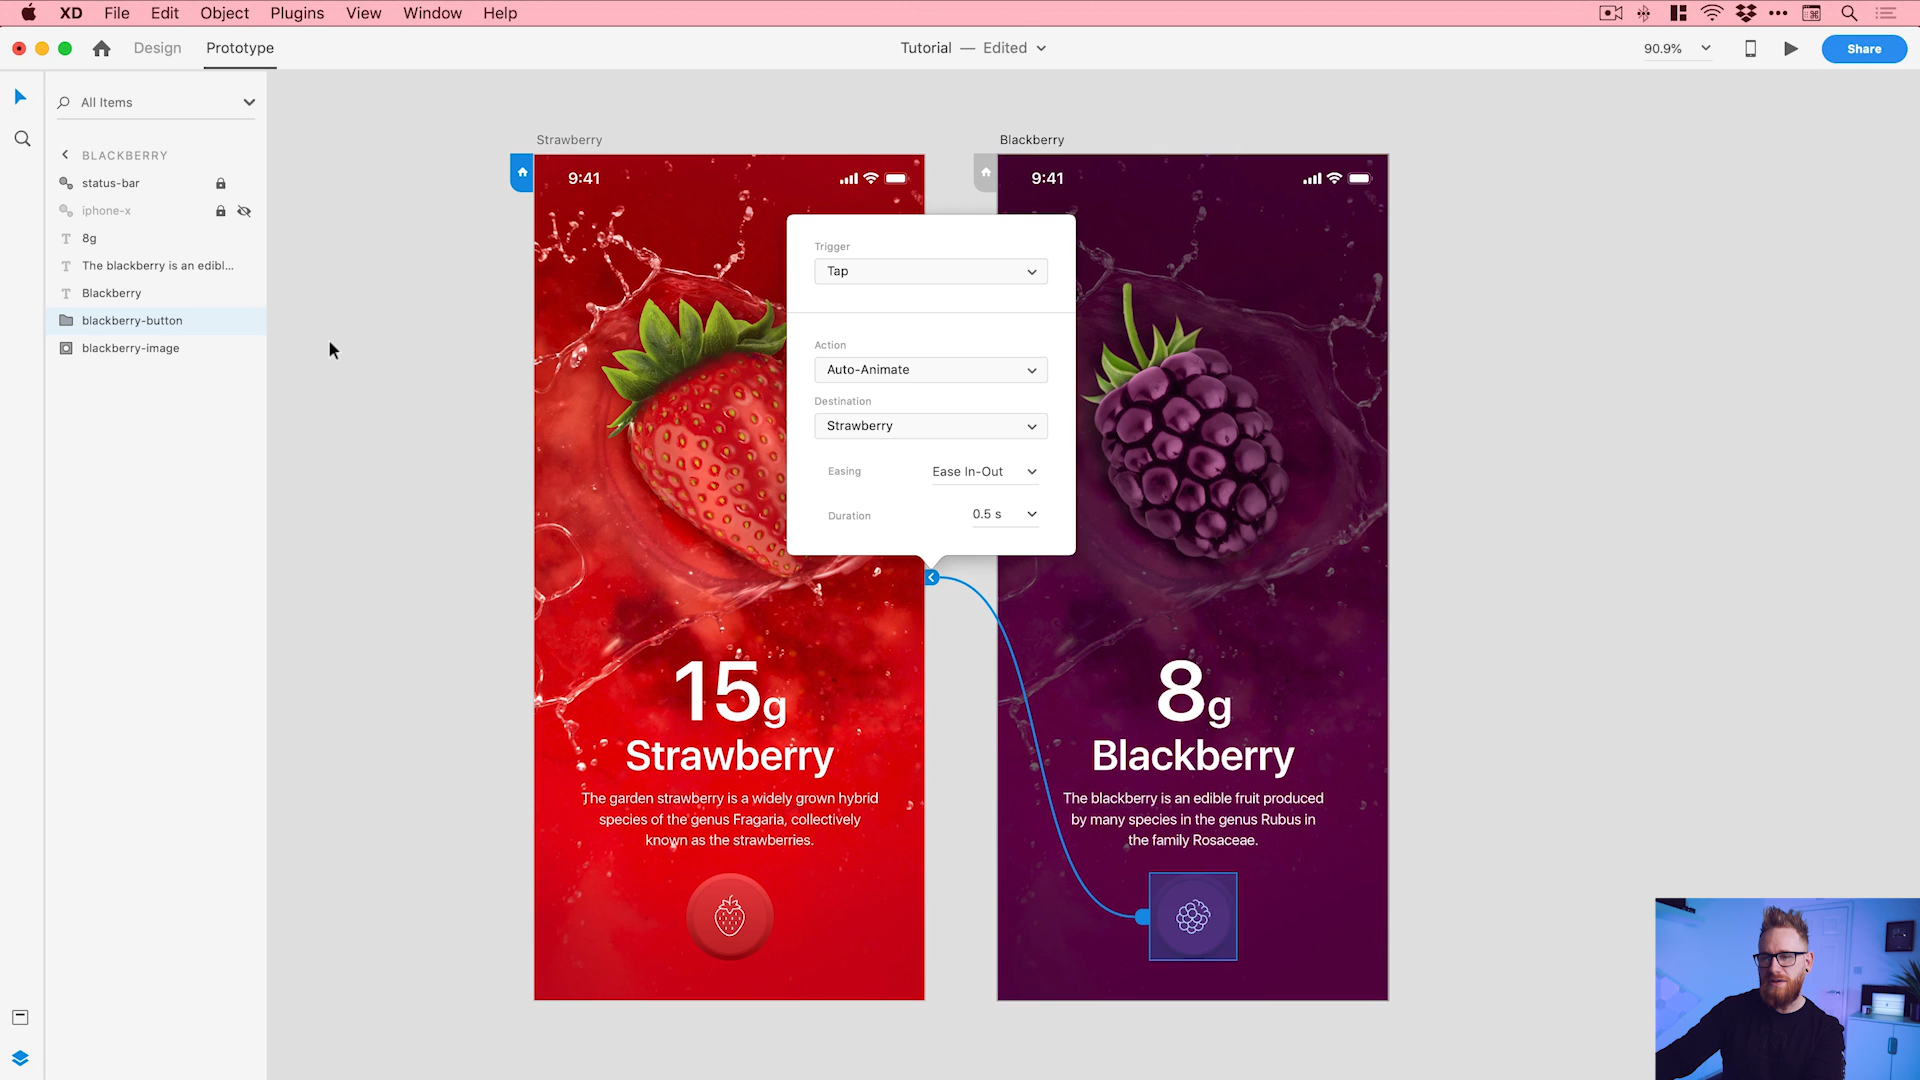 XD File Edit Object Plugins View Window Help
Design Prototype
Tutorial — Edited
90.9%
Share
All Items
BLACKBERRY
status-bar
iphone-x
8g
The blackberry is an edibl...
Blackberry
blackberry-button
blackberry-image
Strawberry
9:41
15g
Strawberry
The garden strawberry is a widely grown hybrid
species of the genus Fragaria, collectively
known as the strawberries.
Trigger
Tap
Action
Auto-Animate
Destination
Strawberry
Easing Ease In-Out
Duration 0.5 s
Blackberry
9:41
8g
Blackberry
The blackberry is an edible fruit produced
by many species in the genus Rubus in
the family Rosaceae.